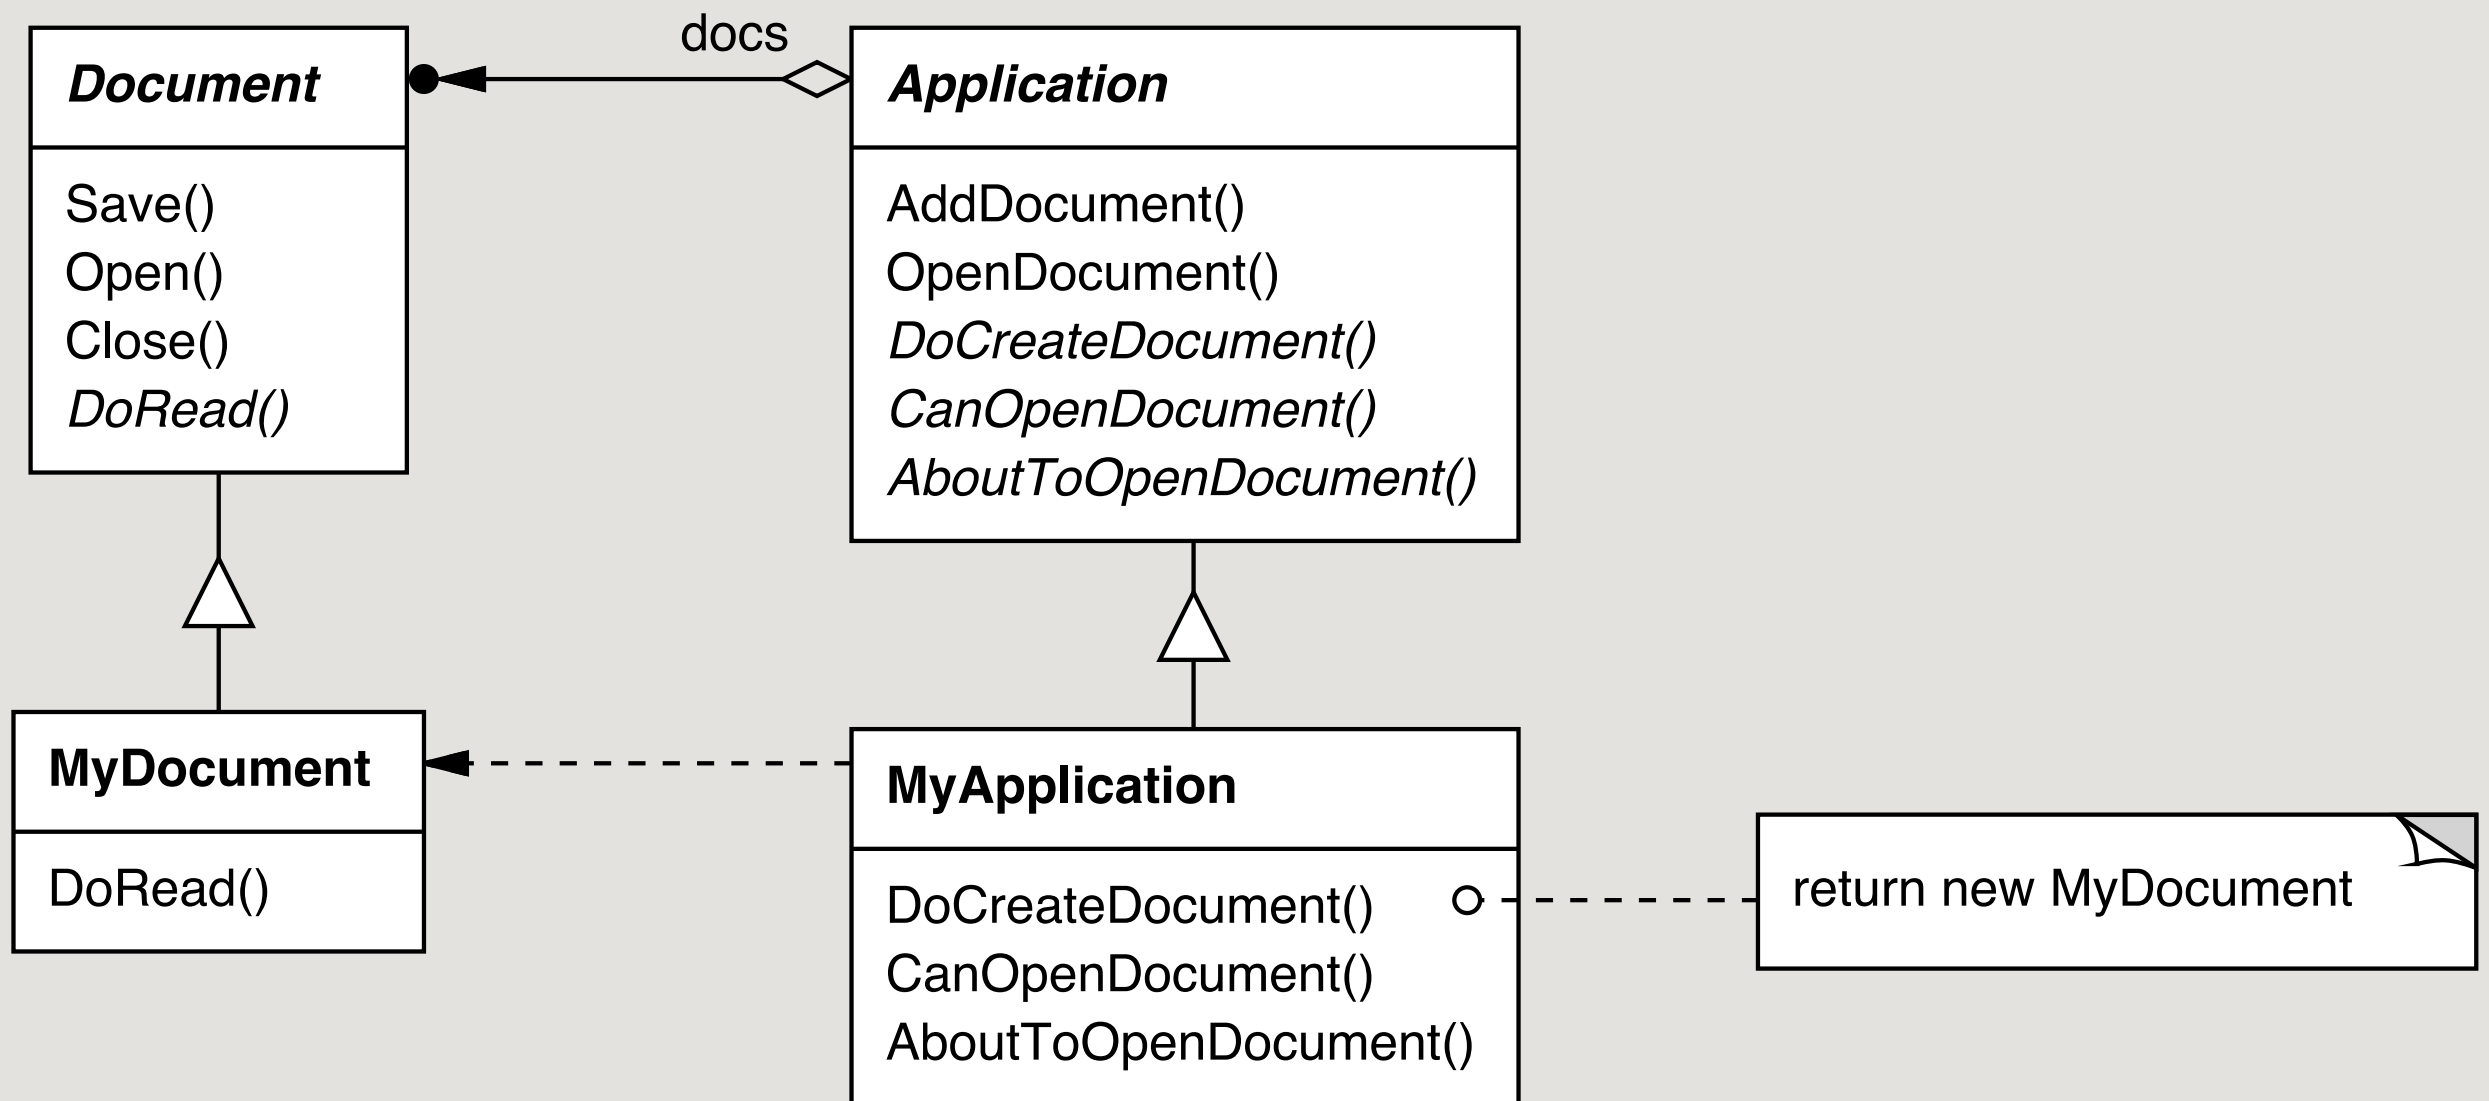 docs
Document
Save()
Open()
Close()
DoRead()
Application
AddDocument()
OpenDocument()
DoCreateDocument()
CanOpenDocument()
AboutToOpenDocument()
MyDocument
DoRead()
MyApplication
DoCreateDocument()
CanOpenDocument()
AboutToOpenDocument()
return new MyDocument